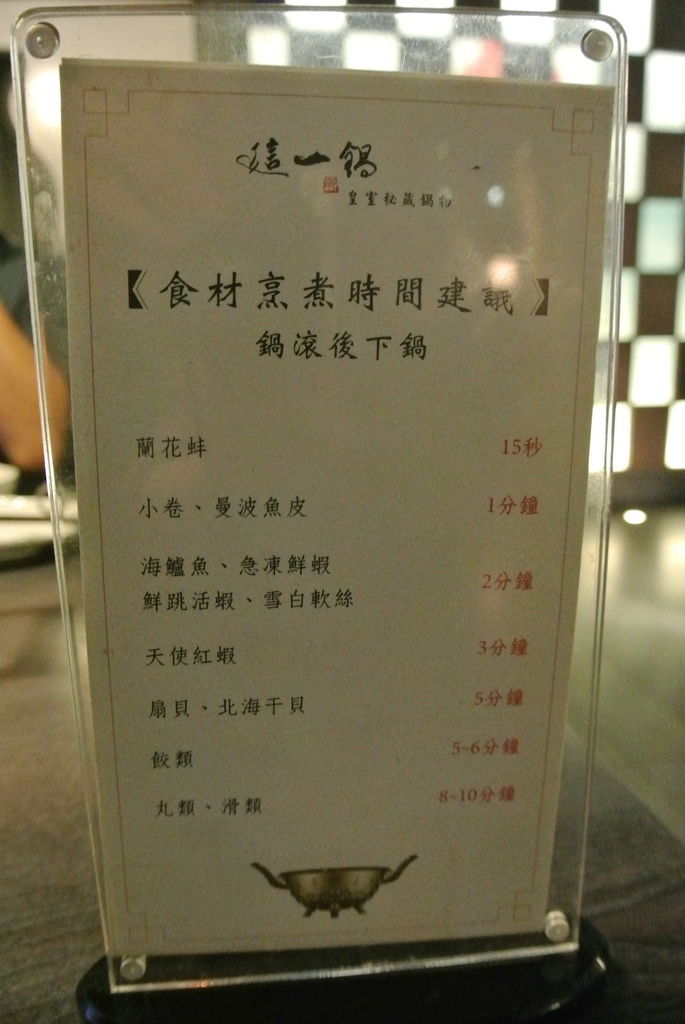 這一鍋
皇室秘藏鍋物
【食材烹煮時間建議】
鍋滾後下鍋
蘭花蚌 15秒
小卷、曼波魚皮 1分鐘
海鱺魚、急凍鮮蝦
鮮跳活蝦、雪白軟絲 2分鐘
天使紅蝦 3分鐘
扇貝、北海干貝 5分鐘
餃類 5~6分鐘
丸類、滑類 8~10分鐘